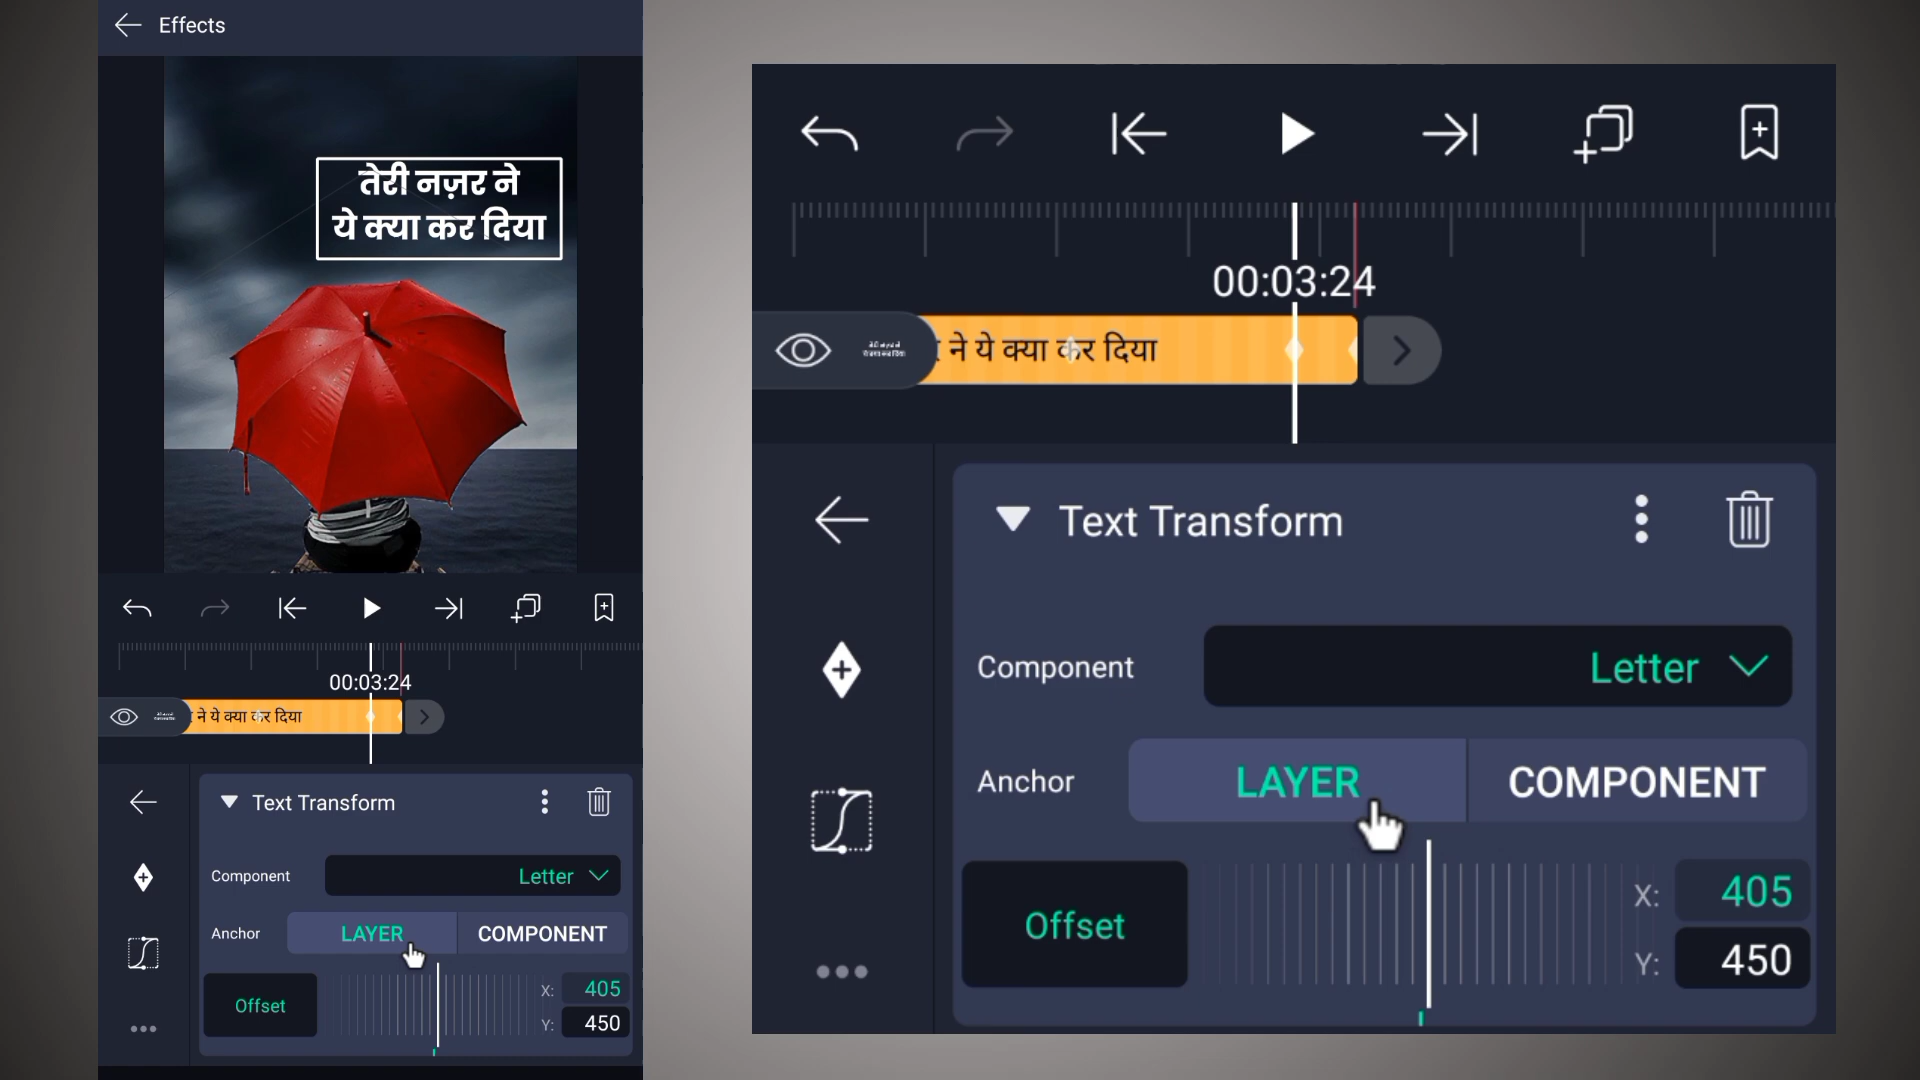 Effects
तेरी नज़र ने
ये क्या कर दिया
00:03:24
ने ये क्या कर दिया
Text Transform
Component
Letter
Anchor
LAYER
COMPONENT
Offset
X:
405
Y:
450
00:03:24
ने ये क्या कर दिया
Text Transform
Component
Letter
Anchor
LAYER
COMPONENT
Offset
X:
405
Y:
450